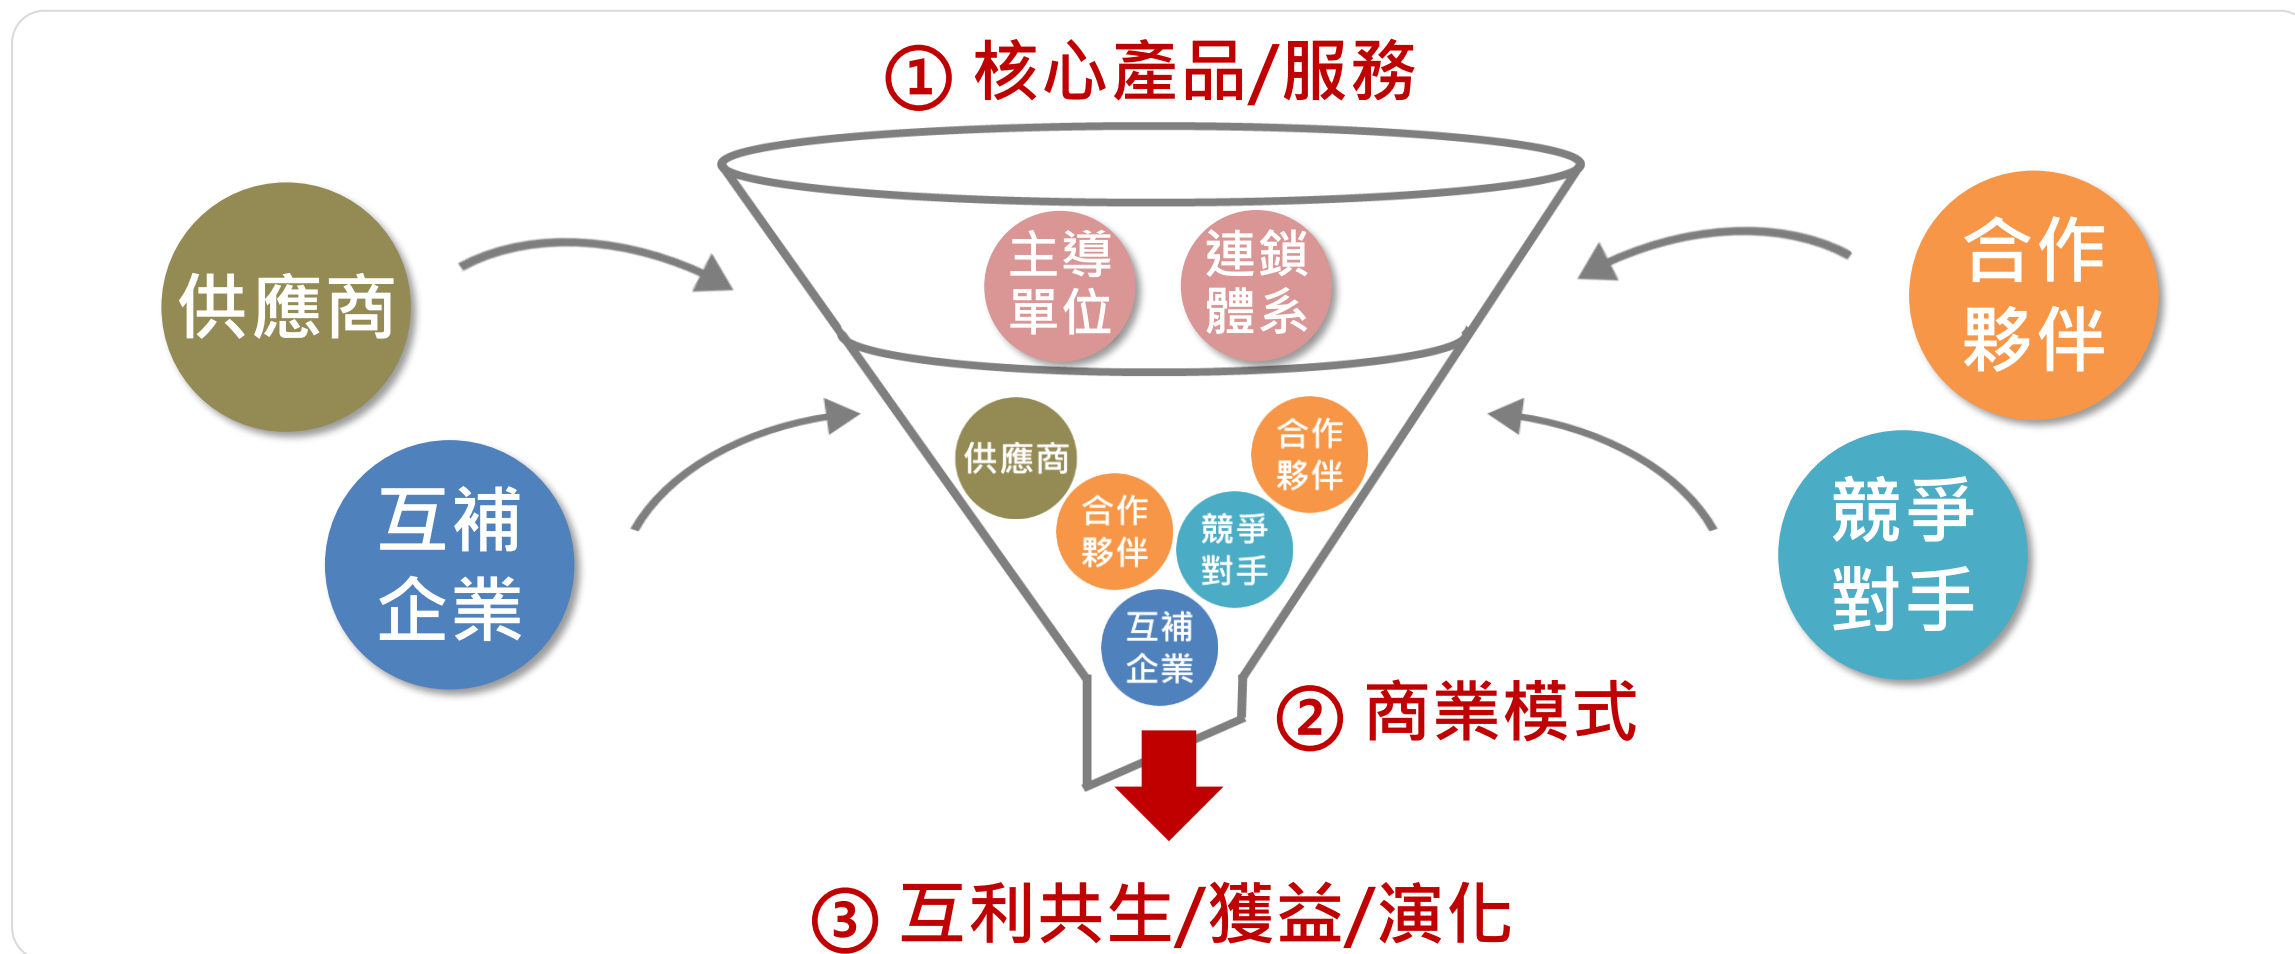 ① 核心產品/服務
供應商
互補
企業
主導
單位
連鎖
體系
合作
夥伴
競爭
對手
供應商
合作
夥伴
合作
夥伴
競爭
對手
互補
企業
② 商業模式
③ 互利共生/獲益/演化